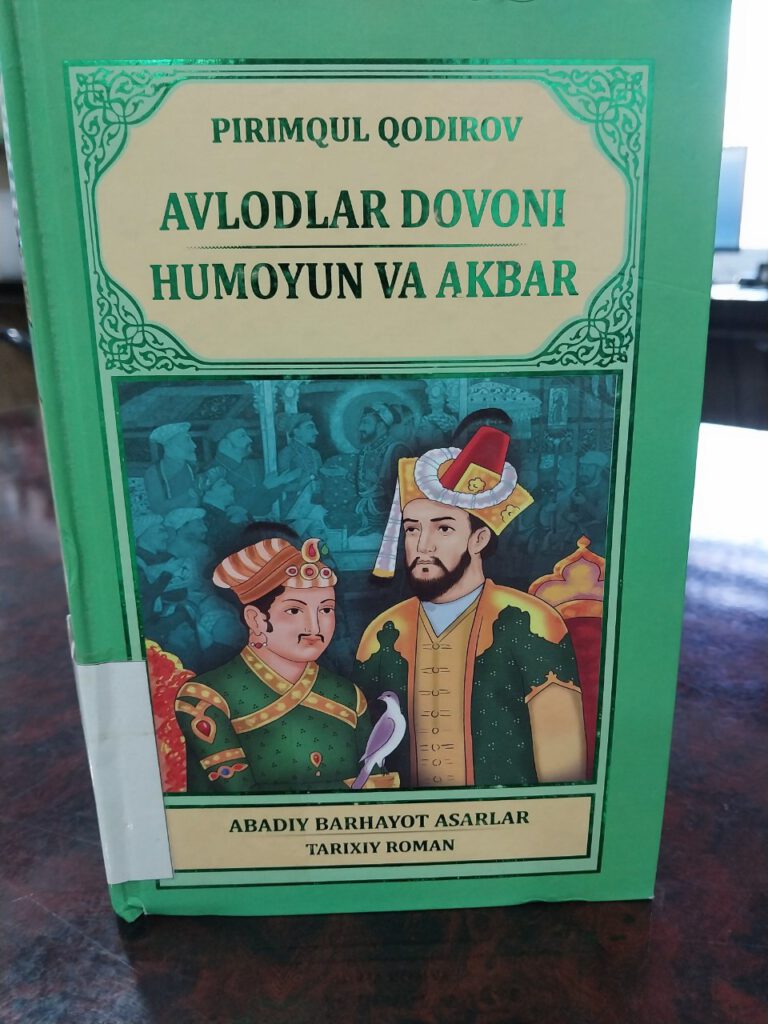 PIRIMQUL QODIROV
AVLODLAR DOVONI
HUMOYUN VA AKBAR
ABADIY BARHAYOT ASARLAR
TARIXIY ROMAN